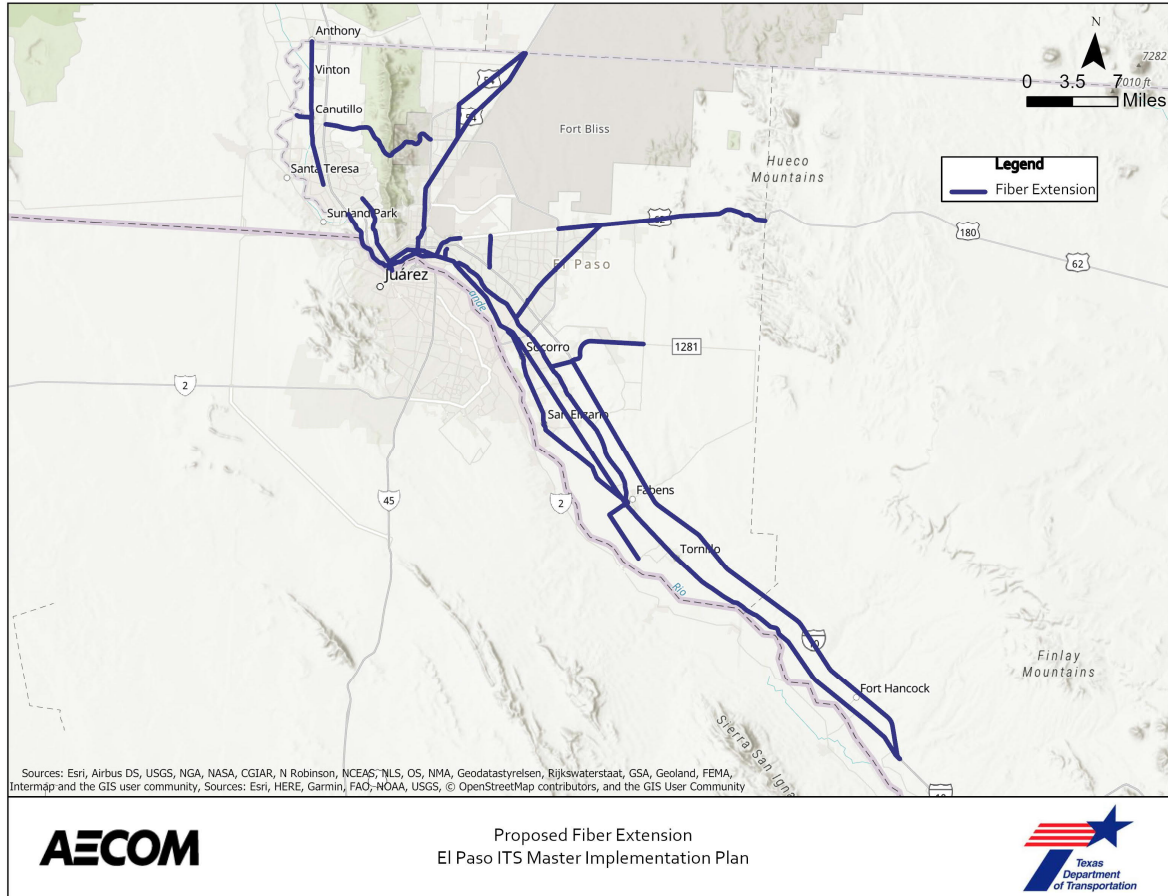 Anthony
N
7282
Vinton
0 3.5 7
7010 ft
Miles
54
Canutillo
54
Fort Bliss
Legend
Fiber Extension
Hueco
Mountains
Santa Teresa
Sunland Park
62
180
El Paso
62
Juárez
Socorro
1281
2
San Elizario
45
2
Fabens
Tornillo
Rio
10
Finlay
Mountains
Fort Hancock
Sierra San Igna
10
Sources: Esri, Airbus DS, USGS, NGA, NASA, CGIAR, N Robinson, NCEAS, NLS, OS, NMA, Geodatastyrelsen, Rijkswaterstaat, GSA, Geoland, FEMA,
Intermap and the GIS user community, Sources: Esri, HERE, Garmin, FAO, NOAA, USGS, © OpenStreetMap contributors, and the GIS User Community
AECOM
Proposed Fiber Extension
El Paso ITS Master Implementation Plan
Texas
Department
of Transportation